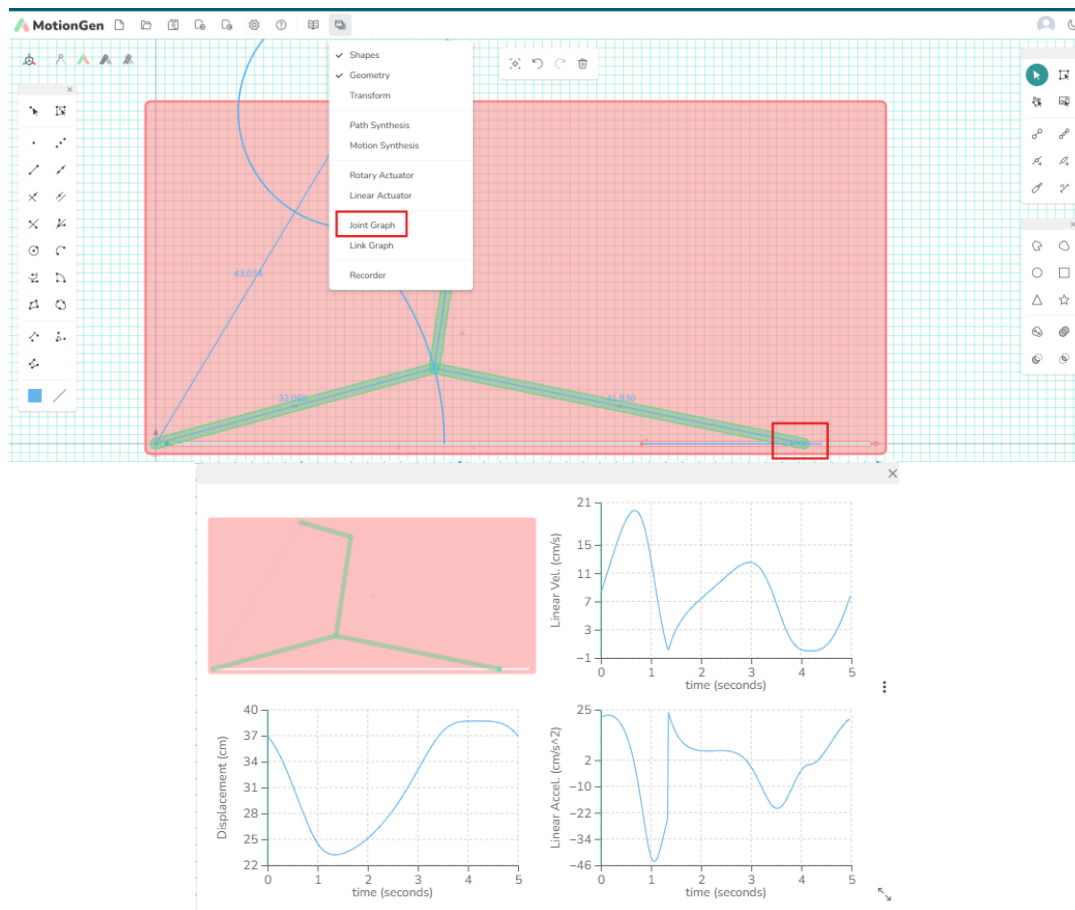 MotionGen
Shapes
Geometry
Transform
Path Synthesis
Motion Synthesis
Rotary Actuator
Linear Actuator
Joint Graph
Link Graph
Recorder
43.074
32.069
41.930
Linear Vel. (cm/s)
21
15
11
7
3
−1
0 1 2 3 4 5
time (seconds)
Displacement (cm)
40
37
34
31
28
25
22
0 1 2 3 4 5
time (seconds)
Linear Accel. (cm/s^2)
25
2
−10
−22
−34
−46
0 1 2 3 4 5
time (seconds)